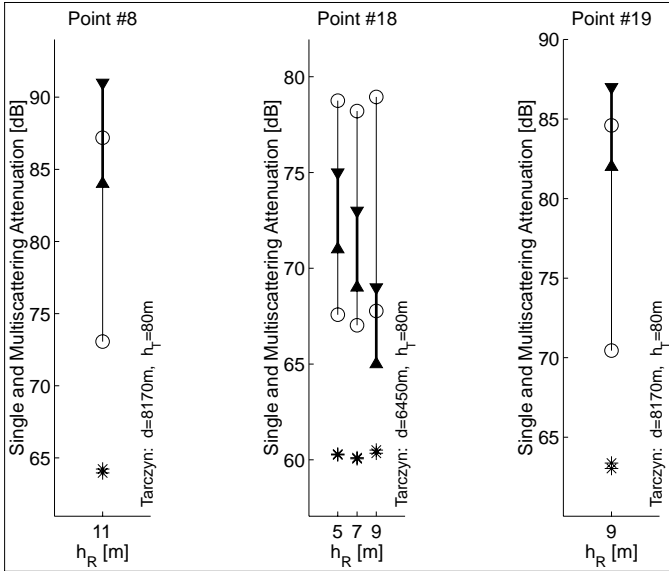 Point #8
Single and Multiscattering Attenuation [dB]
90
85
80
75
70
65
11
h_R [m]
Tarczyn: d=8170m, h_T=80m
Point #18
Single and Multiscattering Attenuation [dB]
80
75
70
65
60
5 7 9
h_R [m]
Tarczyn: d=6450m, h_T=80m
Point #19
Single and Multiscattering Attenuation [dB]
90
85
80
75
70
65
9
h_R [m]
Tarczyn: d=8170m, h_T=80m